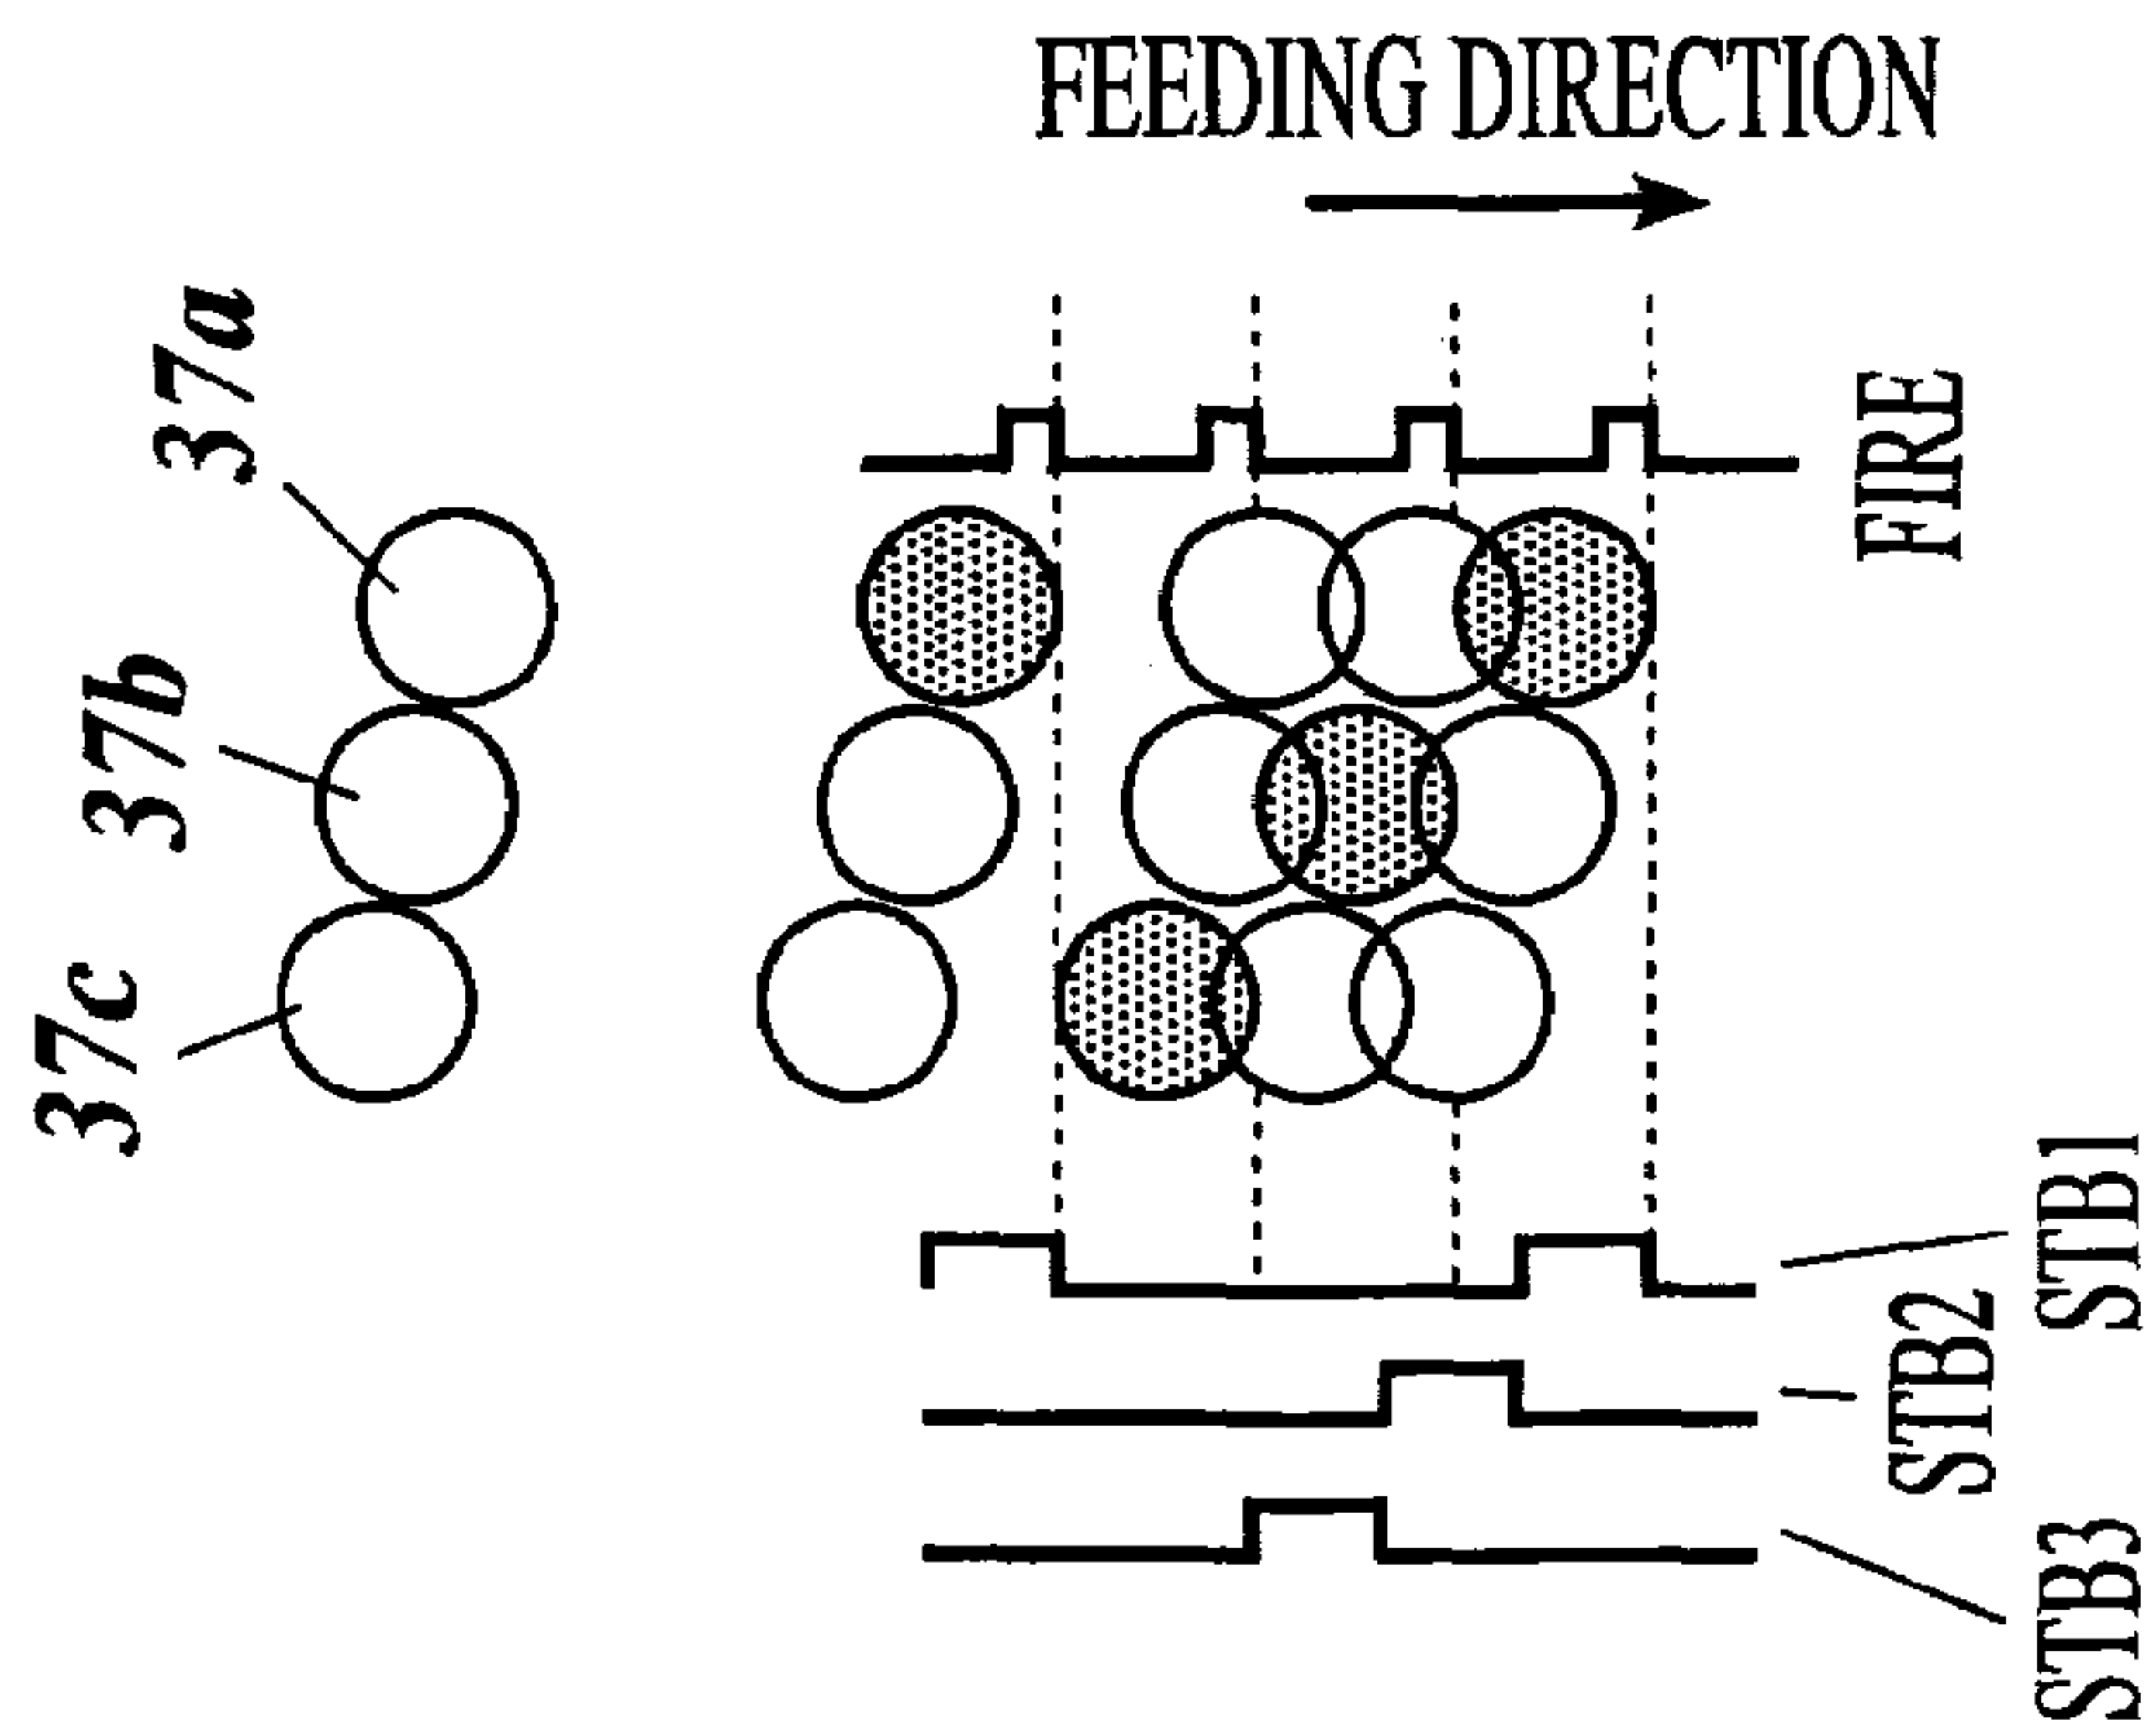 FEEDING DIRECTION
37a
37b
37c
FIRE
STB1
STB2
STB3